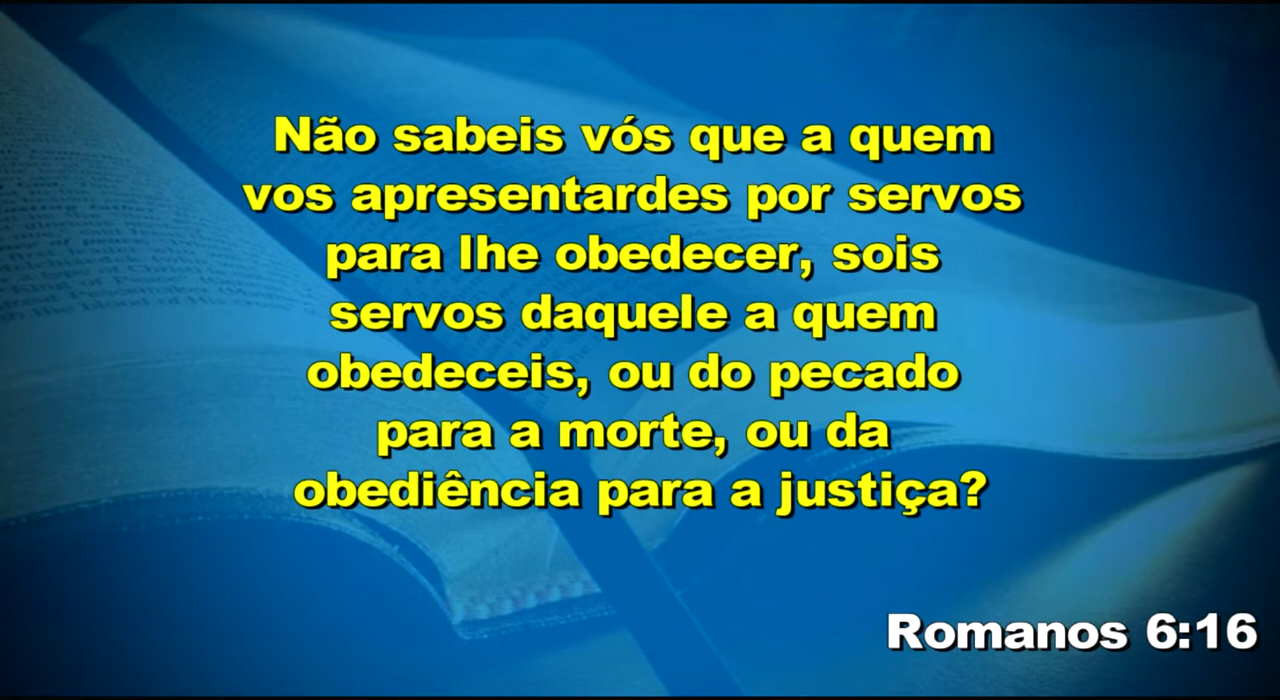 Não sabeis vós que a quem
vos apresentardes por servos
para lhe obedecer, sois
servos daquele a quem
obedeceis, ou do pecado
para a morte, ou da
obediência para a justiça?
Romanos 6:16